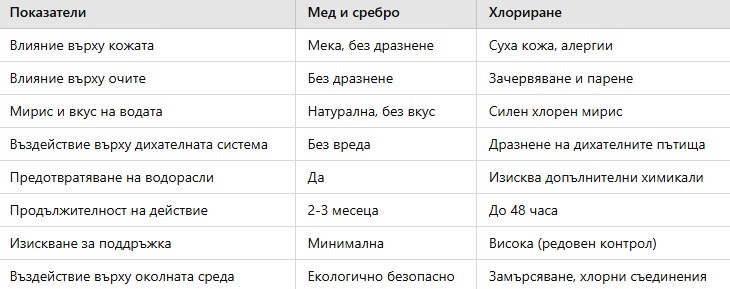 Показатели Мед и сребро Хлориране
Влияние върху кожата Мека, без дразнене Суха кожа, алергии
Влияние върху очите Без дразнене Зачервяване и парене
Мирис и вкус на водата Натурална, без вкус Силен хлорен мирис
Въздействие върху дихателната система Без вреда Дразнене на дихателните пътища
Предотвратяване на водорасли Да Изисква допълнителни химикали
Продължителност на действие 2-3 месеца До 48 часа
Изискване за поддръжка Минимална Висока (редовен контрол)
Въздействие върху околната среда Екологично безопасно Замърсяване, хлорни съединения